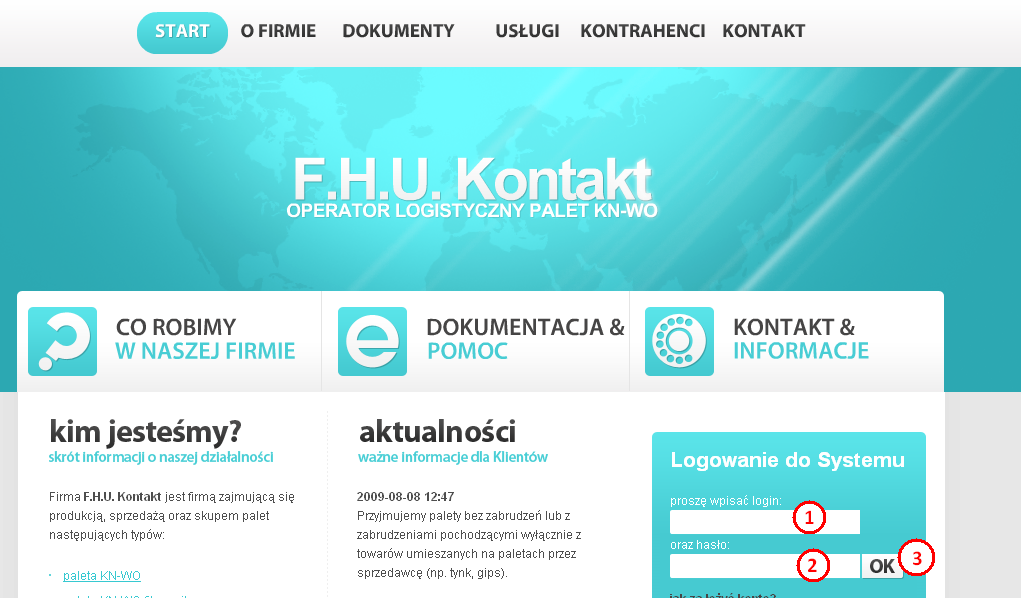 START O FIRMIE DOKUMENTY USŁUGI KONTRAHENCI KONTAKT
F.H.U. Kontakt
OPERATOR LOGISTYCZNY PALET KN-WO
CO ROBIMY
W NASZEJ FIRMIE
DOKUMENTACJA &
POMOC
KONTAKT &
INFORMACJE
kim jesteśmy?
skrót informacji o naszej działalności
Firma F.H.U. Kontakt jest firmą zajmującą się
produkcją, sprzedażą oraz skupem palet
następujących typów:
paleta KN-WO
aktualności
ważne informacje dla Klientów
2009-08-08 12:47
Przyjmujemy palety bez zabrudzeń lub z
zabrudzeniami pochodzącymi wyłącznie z
towarów umieszanych na paletach przez
sprzedawcę (np. tynk, gips).
Logowanie do Systemu
proszę wpisać login:
1
oraz hasło:
2
OK
3
jak założyć konto?